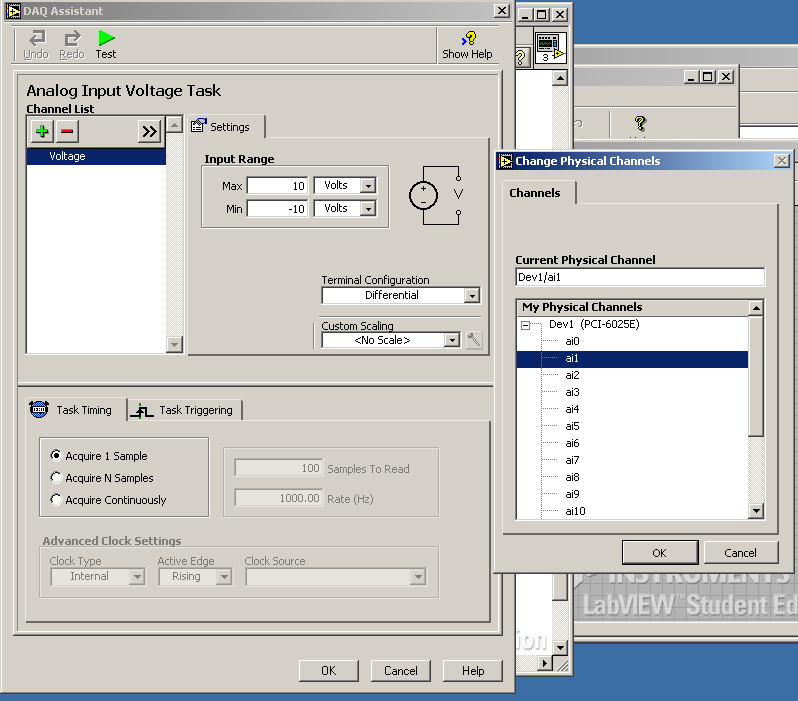 DAQ Assistant
Undo Redo Test
Show Help
Analog Input Voltage Task
Channel List
Voltage
Settings
Input Range
Max 10 Volts
Min -10 Volts
V
Terminal Configuration
Differential
Custom Scaling
<No Scale>
Task Timing
Task Triggering
Acquire 1 Sample
Acquire N Samples
Acquire Continuously
100 Samples To Read
1000.00 Rate (Hz)
Advanced Clock Settings
Clock Type Active Edge Clock Source
Internal Rising
OK Cancel Help
3
Change Physical Channels
Channels
Current Physical Channel
Dev1/ai1
My Physical Channels
Dev1 (PCI-6025E)
ai0
ai1
ai2
ai3
ai4
ai5
ai6
ai7
ai8
ai9
ai10
OK Cancel
INSTRUMENTS
LabVIEW™ Student Ed
ion